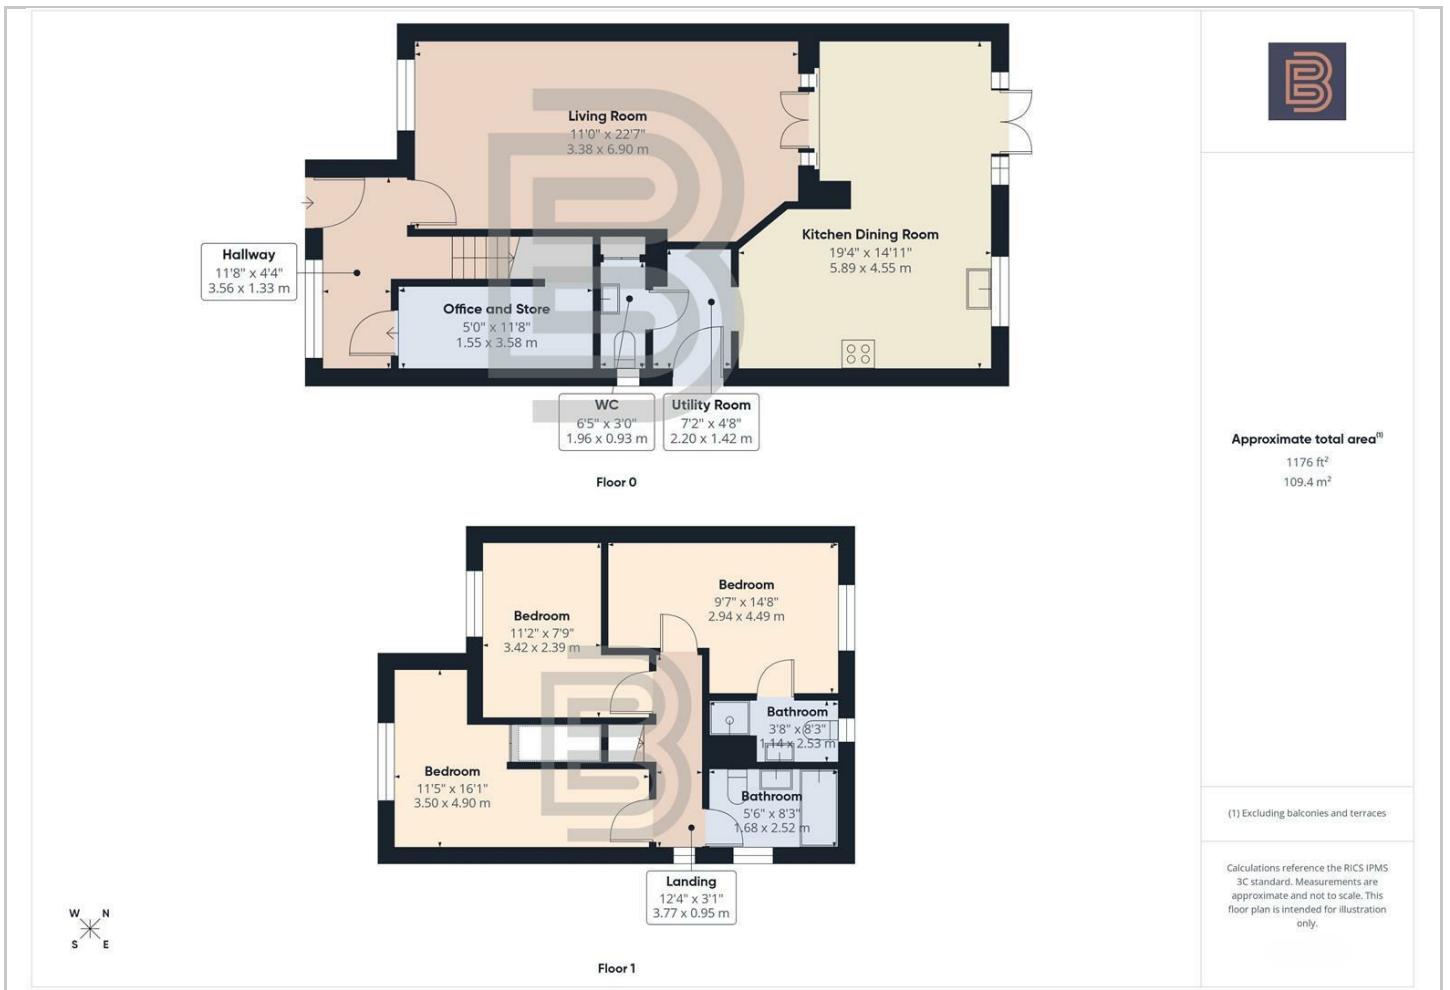 Living Room
11'0" x 22'7"
3.38 x 6.90 m
Hallway
11'8" x 4'4"
3.56 x 1.33 m
Kitchen Dining Room
19'4" x 14'11"
5.89 x 4.55 m
Office and Store
5'0" x 11'8"
1.55 x 3.58 m
WC
6'5" x 3'0"
1.96 x 0.93 m
Utility Room
7'2" x 4'8"
2.20 x 1.42 m
Floor 0
Bedroom
11'2" x 7'9"
3.42 x 2.39 m
Bedroom
9'7" x 14'8"
2.94 x 4.49 m
Bathroom
3'8" x 8'3"
1.14 x 2.53 m
Bedroom
11'5" x 16'1"
3.50 x 4.90 m
Bathroom
5'6" x 8'3"
1.68 x 2.52 m
Landing
12'4" x 3'1"
3.77 x 0.95 m
Floor 1
W N
S E
B
Approximate total area(1)
1176 ft²
109.4 m²
(1) Excluding balconies and terraces
Calculations reference the RICS IPMS
3C standard. Measurements are
approximate and not to scale. This
floor plan is intended for illustration
only.